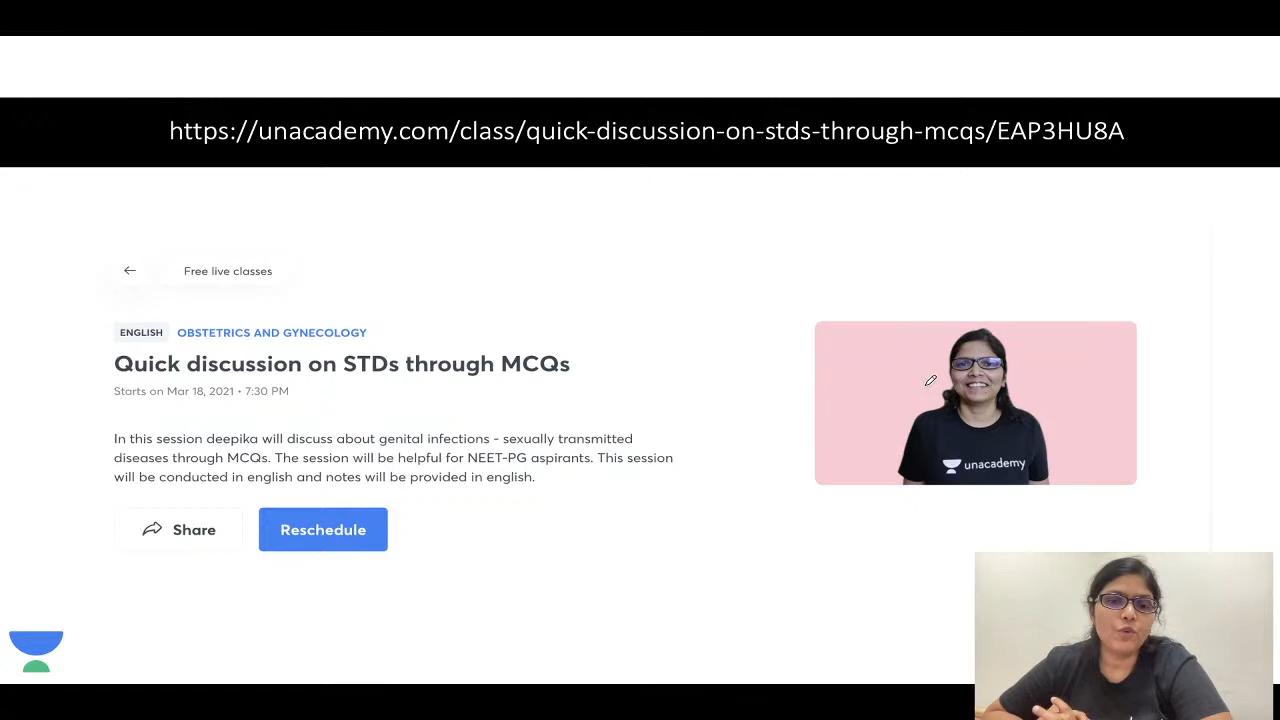 https://unacademy.com/class/quick-discussion-on-stds-through-mcqs/EAP3HU8A
Free live classes
ENGLISH OBSTETRICS AND GYNECOLOGY
Quick discussion on STDs through MCQs
Starts on Mar 18, 2021 • 7:30 PM
In this session deepika will discuss about genital infections - sexually transmitted
diseases through MCQs. The session will be helpful for NEET-PG aspirants. This session
will be conducted in english and notes will be provided in english.
Share Reschedule
unacademy